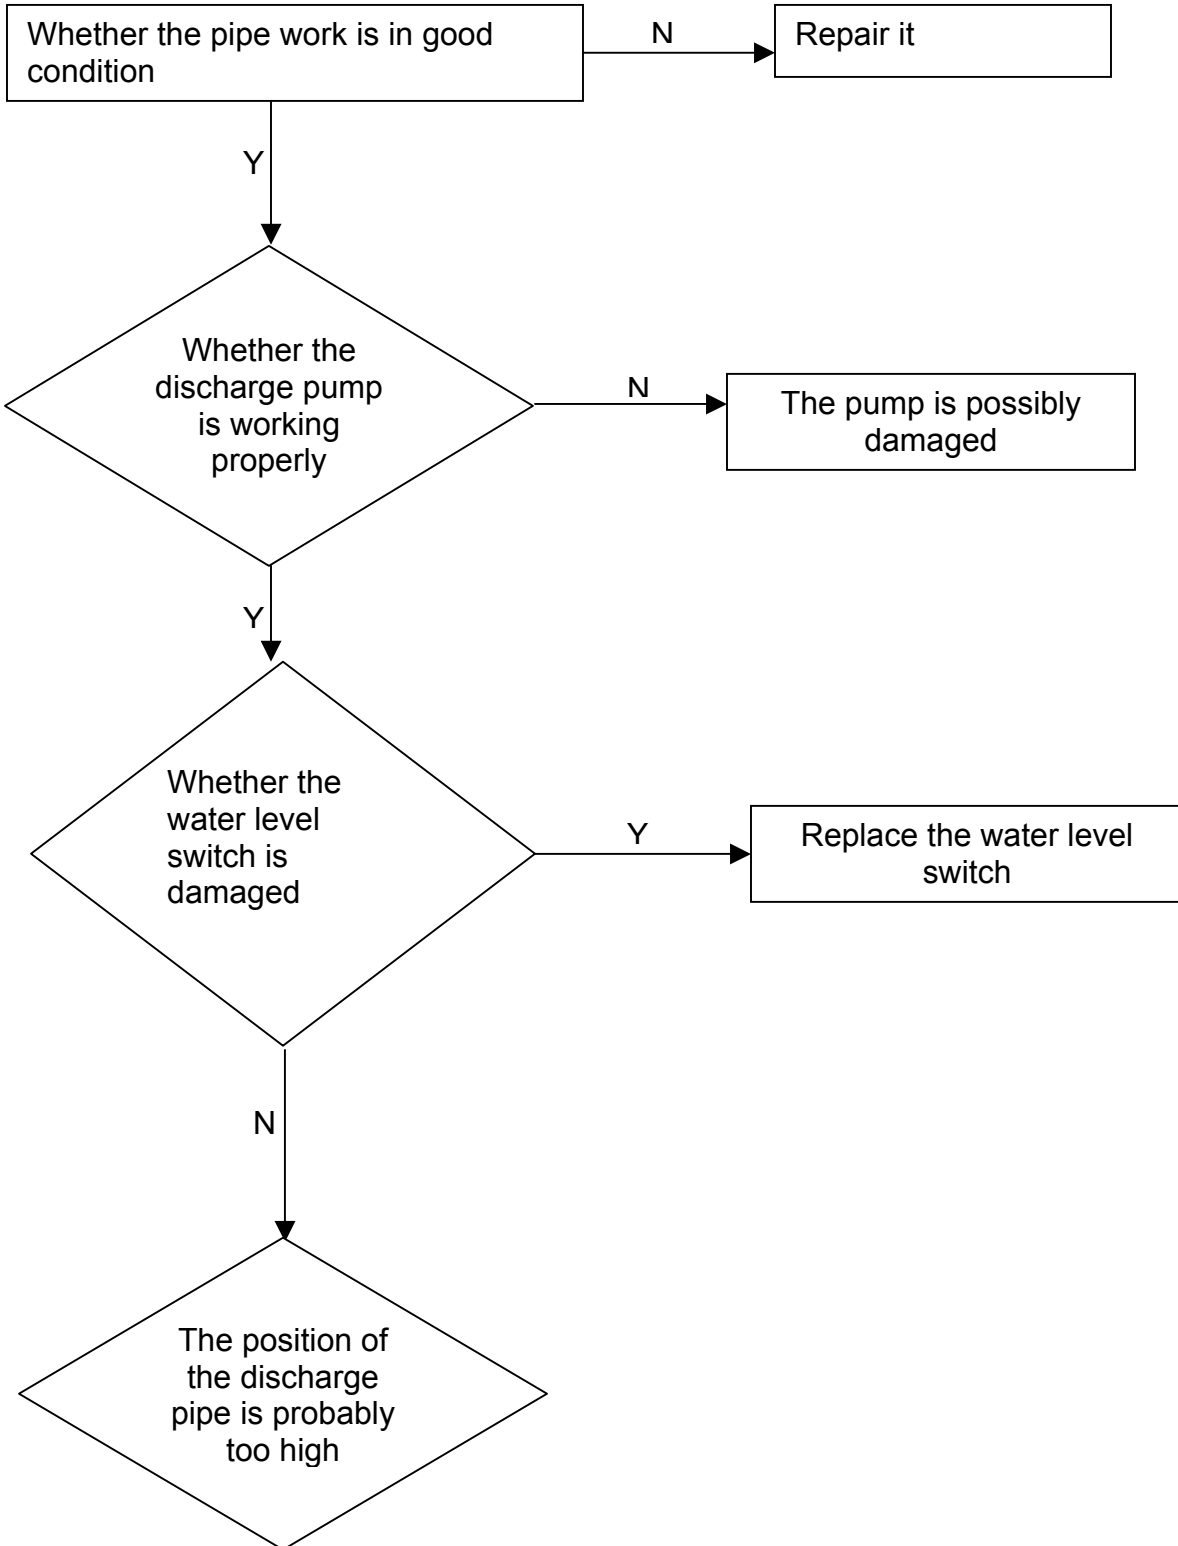 Whether the pipe work is in good
condition
N
Repair it
Y
Whether the
discharge pump
is working
properly
N
The pump is possibly
damaged
Y
Whether the
water level
switch is
damaged
Y
Replace the water level
switch
N
The position of
the discharge
pipe is probably
too high